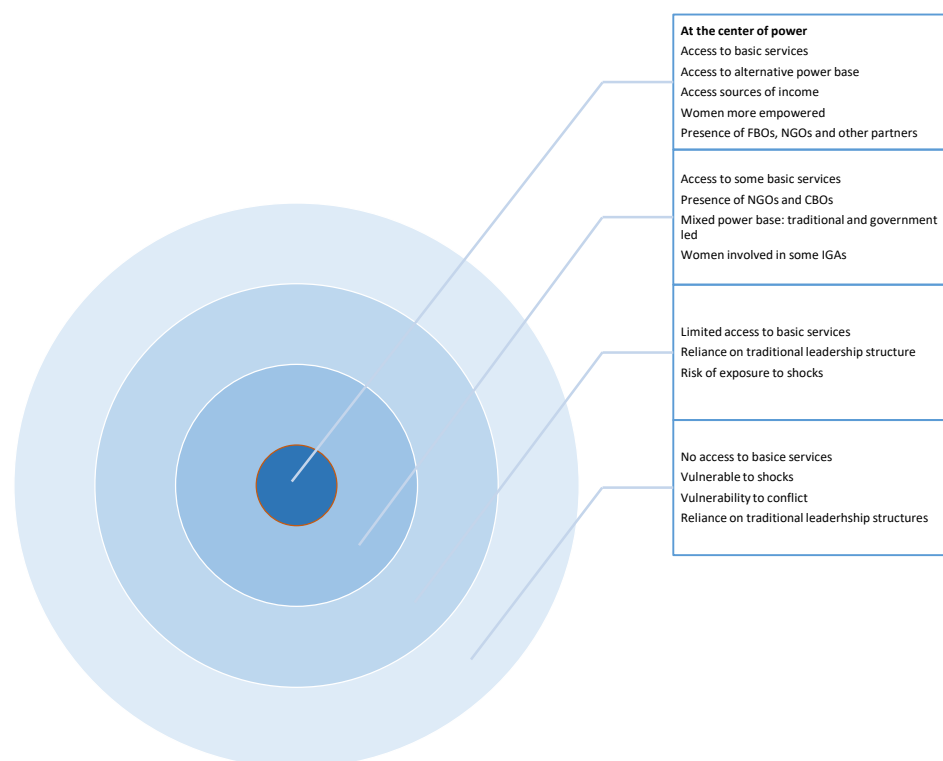 At the center of power
Access to basic services
Access to alternative power base
Access sources of income
Women more empowered
Presence of FBOs, NGOs and other partners
Access to some basic services
Presence of NGOs and CBOs
Mixed power base: traditional and government
led
Women involved in some IGAs
Limited access to basic services
Reliance on traditional leadership structure
Risk of exposure to shocks
No access to basice services
Vulnerable to shocks
Vulnerability to conflict
Reliance on traditional leaderhship structures